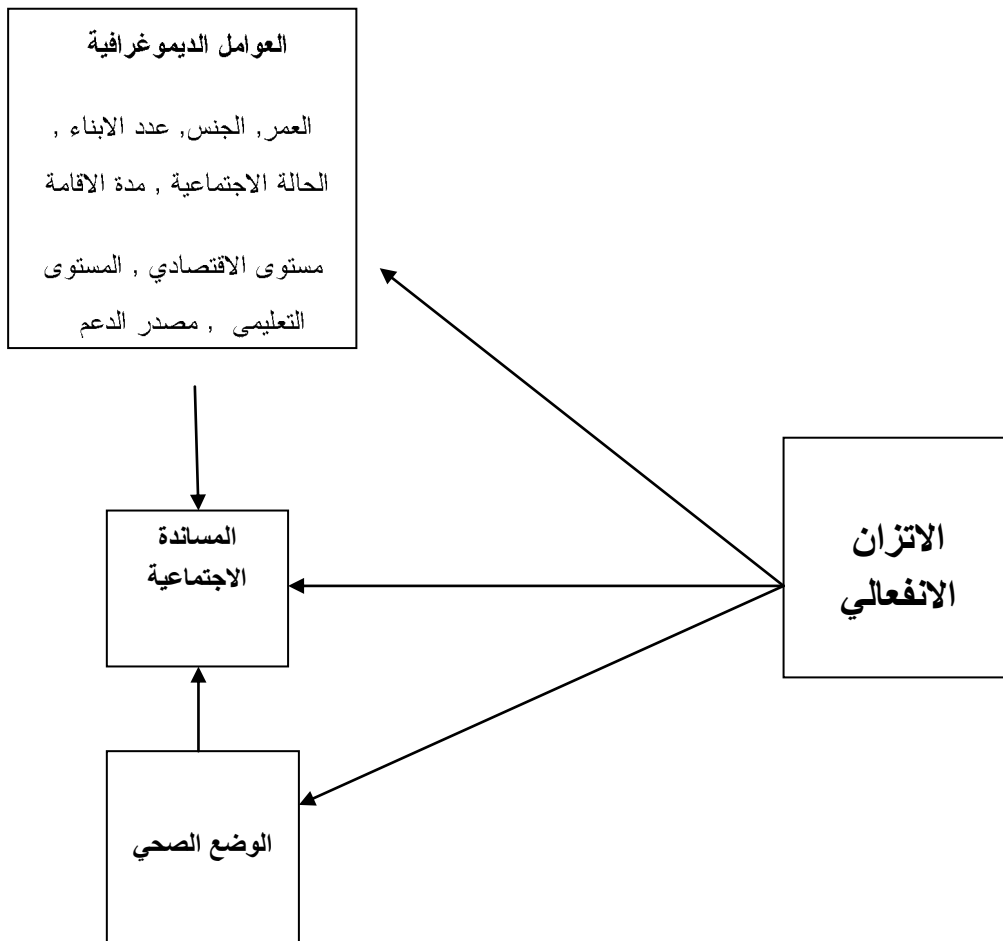 العوامل الديموغرافية
العمر, الجنس, عدد الابناء ,
الحالة الاجتماعية , مدة الاقامة
مستوى الاقتصادي , المستوى
التعليمى , مصدر الدعم
المساندة
الاجتماعية
الاتزان
الانفعالي
الوضع الصحي